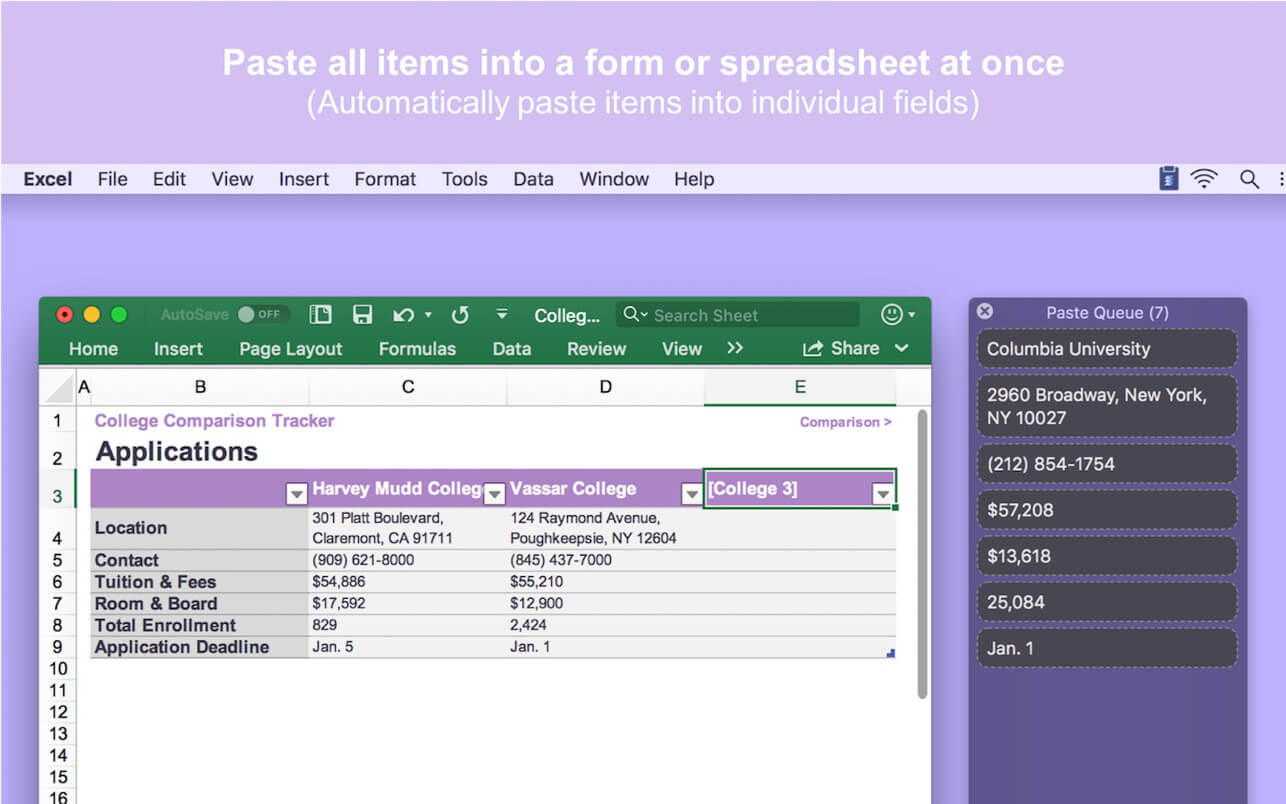 Paste all items into a form or spreadsheet at once
(Automatically paste items into individual fields)
Excel File Edit View Insert Format Tools Data Window Help
AutoSave OFF Colleg... Search Sheet
Home Insert Page Layout Formulas Data Review View >> Share
A B C D E
1 College Comparison Tracker Comparison >
2 Applications
3 Harvey Mudd Colleg Vassar College [College 3]
4 Location 301 Platt Boulevard, 124 Raymond Avenue,
Claremont, CA 91711 Poughkeepsie, NY 12604
5 Contact (909) 621-8000 (845) 437-7000
6 Tuition & Fees $54,886 $55,210
7 Room & Board $17,592 $12,900
8 Total Enrollment 829 2,424
9 Application Deadline Jan. 5 Jan. 1
10
11
12
13
14
15
16
Paste Queue (7)
Columbia University
2960 Broadway, New York,
NY 10027
(212) 854-1754
$57,208
$13,618
25,084
Jan. 1